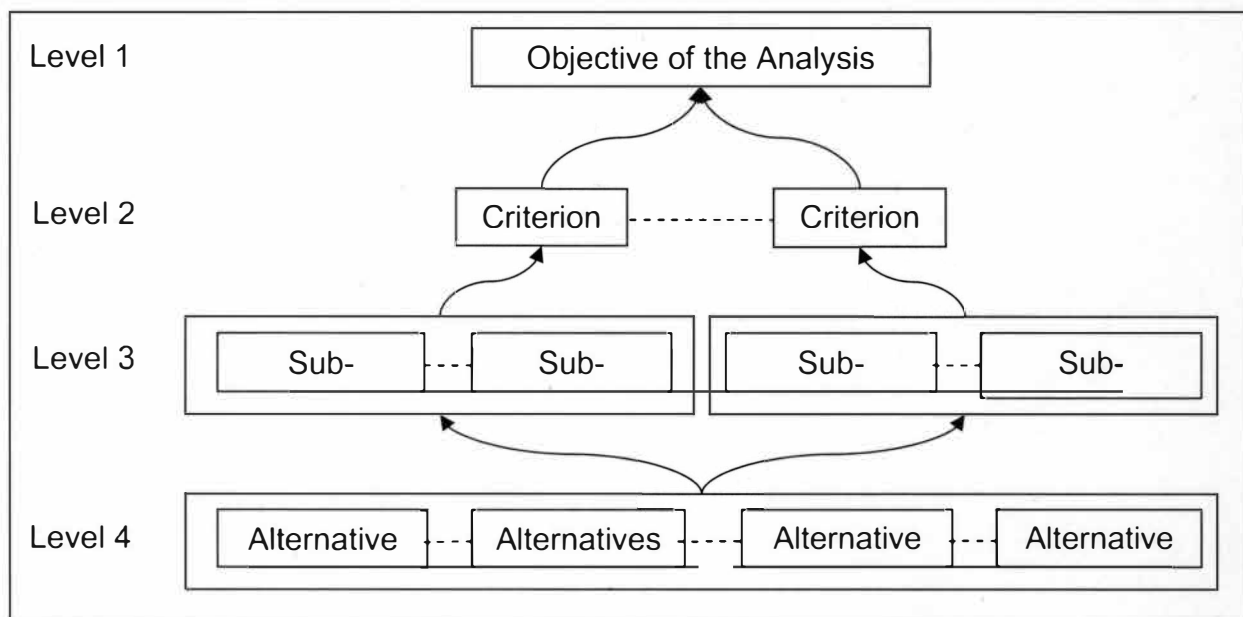 Level 1
Objective of the Analysis
Level 2
Criterion
Criterion
Level 3
Sub-
Sub-
Sub-
Sub-
Level 4
Alternative
Alternatives
Alternative
Alternative